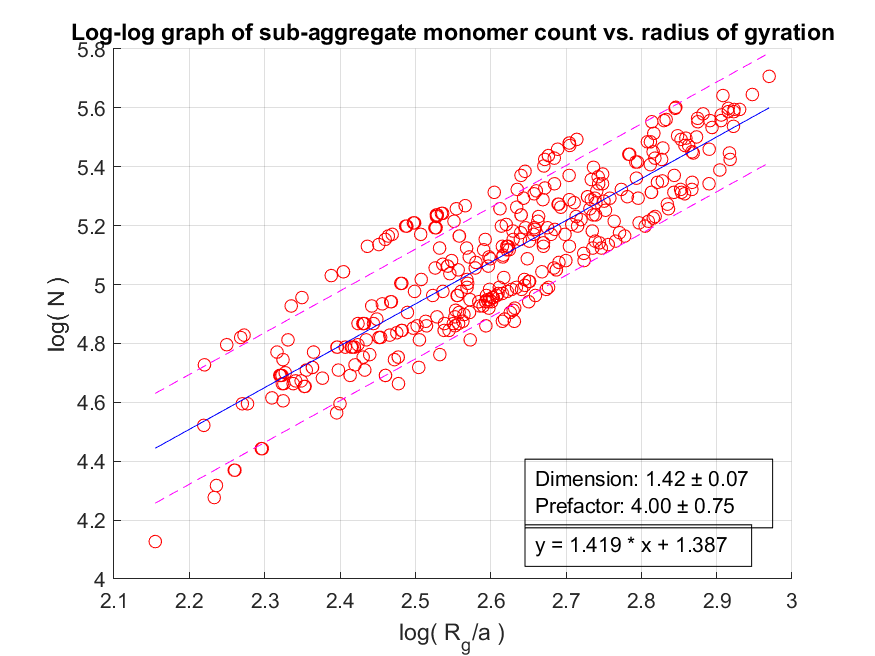 Log-log graph of sub-aggregate monomer count vs. radius of gyration
5.8
5.6
5.4
5.2
5
4.8
4.6
4.4
4.2
4
log( N )
Dimension: 1.42 ± 0.07
Prefactor: 4.00 ± 0.75
y = 1.419 * x + 1.387
2.1 2.2 2.3 2.4 2.5 2.6 2.7 2.8 2.9 3
log( R_g/a )